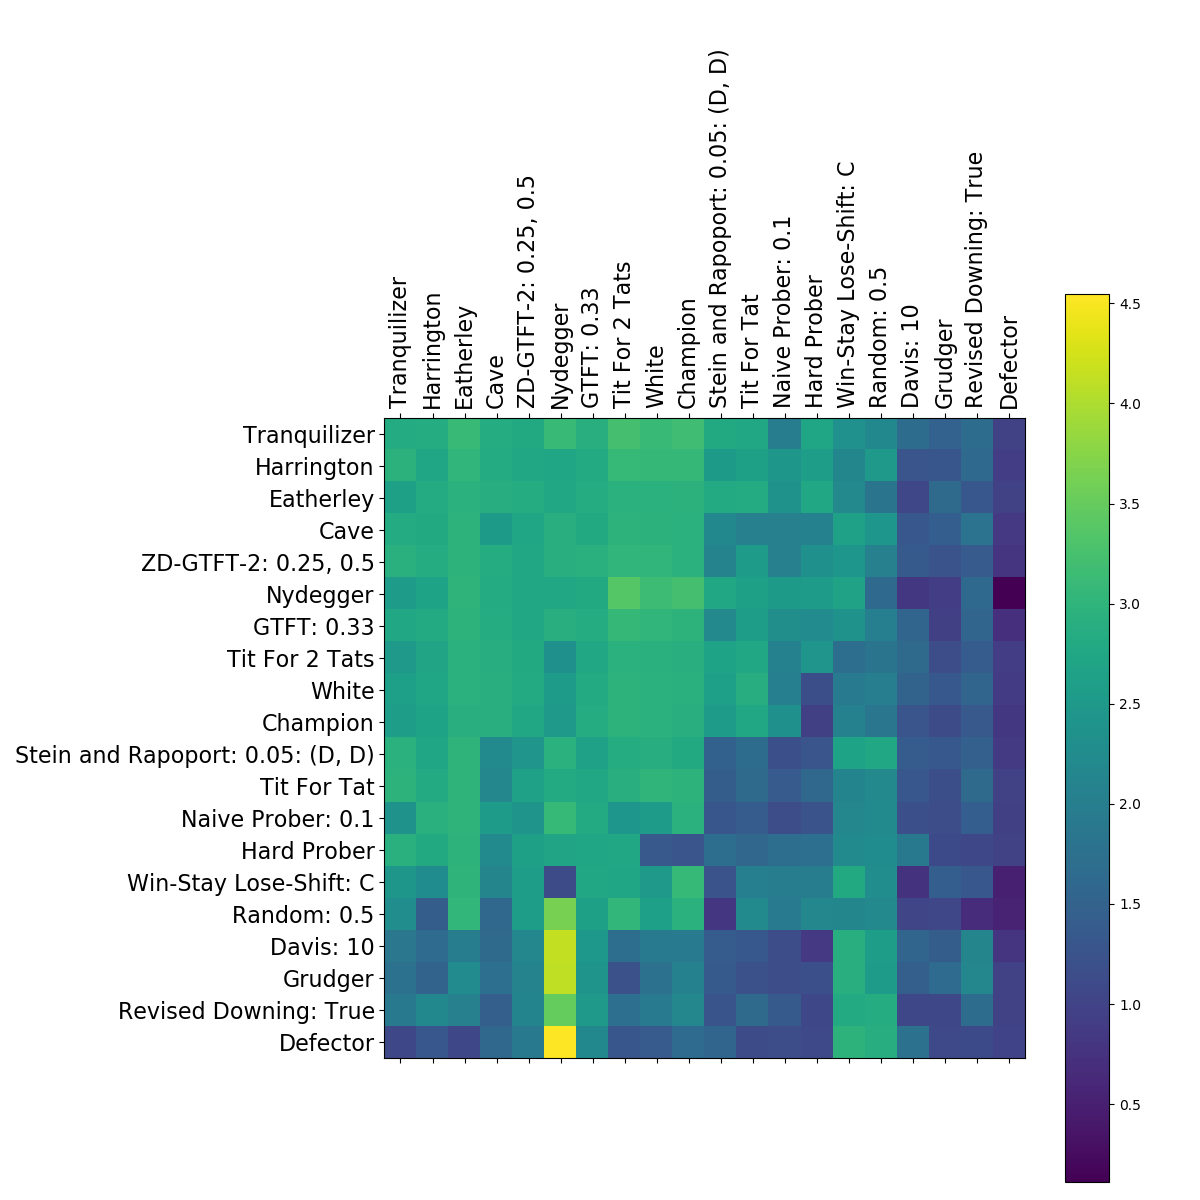 Tranquilizer
Harrington
Eatherley
Cave
ZD-GTFT-2: 0.25, 0.5
Nydegger
GTFT: 0.33
Tit For 2 Tats
White
Champion
Stein and Rapoport: 0.05: (D, D)
Tit For Tat
Naive Prober: 0.1
Hard Prober
Win-Stay Lose-Shift: C
Random: 0.5
Davis: 10
Grudger
Revised Downing: True
Defector
Tranquilizer
Harrington
Eatherley
Cave
ZD-GTFT-2: 0.25, 0.5
Nydegger
GTFT: 0.33
Tit For 2 Tats
White
Champion
Stein and Rapoport: 0.05: (D, D)
Tit For Tat
Naive Prober: 0.1
Hard Prober
Win-Stay Lose-Shift: C
Random: 0.5
Davis: 10
Grudger
Revised Downing: True
Defector
4.5
4.0
3.5
3.0
2.5
2.0
1.5
1.0
0.5